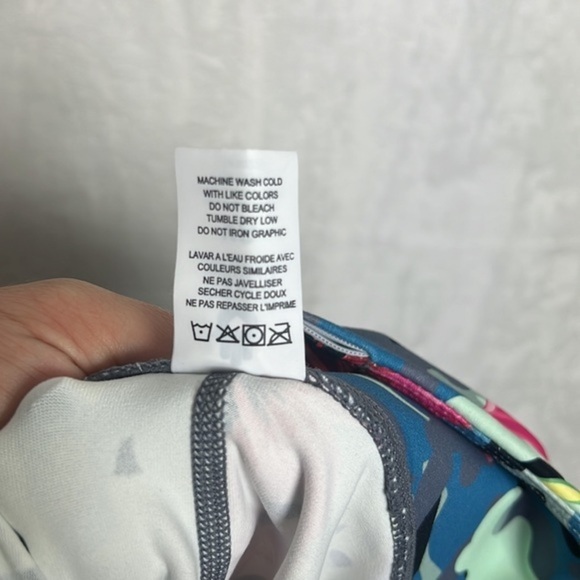 MACHINE WASH COLD
WITH LIKE COLORS
DO NOT BLEACH
TUMBLE DRY LOW
DO NOT IRON GRAPHIC
LAVAR A L'EAU FROIDE AVEC
COULEURS SIMILAIRES
NE PAS JAVELLISER
SECHER CYCLE DOUX
NE PAS REPASSER L'IMPRIME